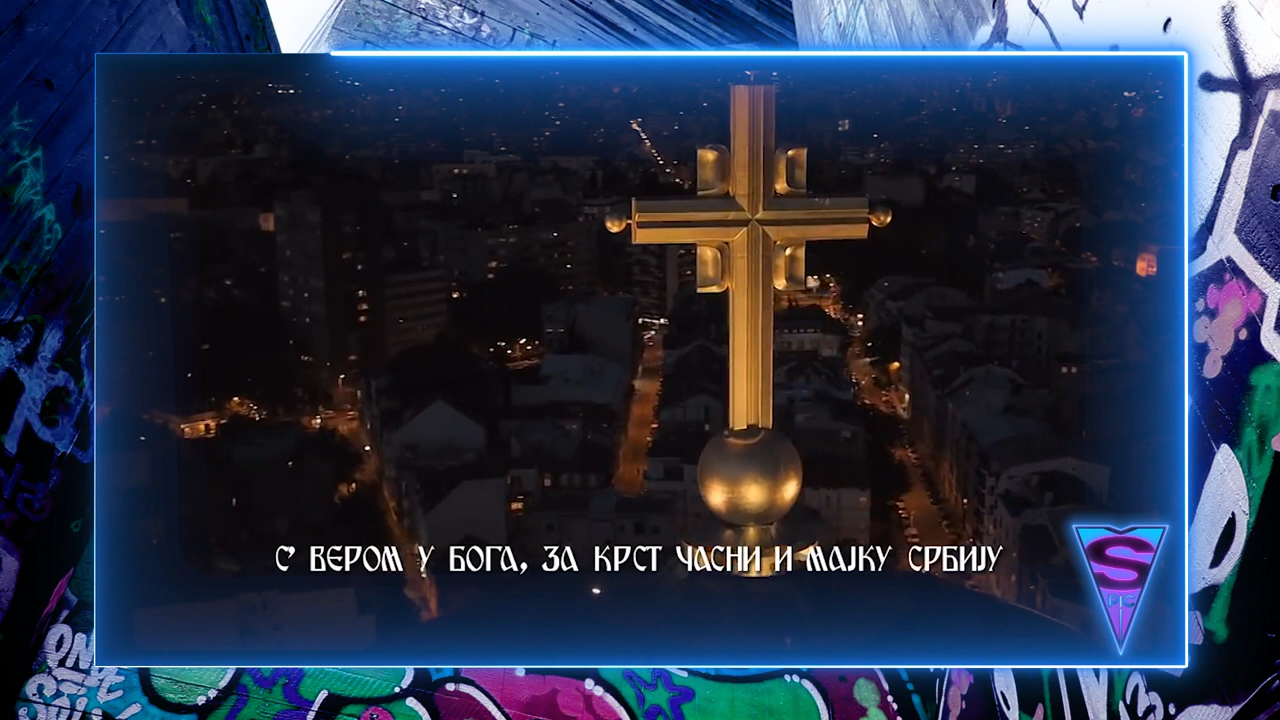 С' ВЕРОМ У БОГА, ЗА КРСТ ЧАСНИ И МАЈКУ СРБИЈУ
S